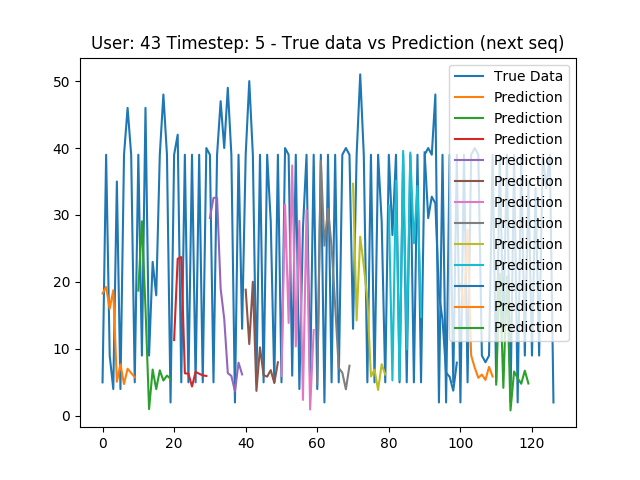 User: 43 Timestep: 5 - True data vs Prediction (next seq)
True Data
Prediction
Prediction
Prediction
Prediction
Prediction
Prediction
Prediction
Prediction
Prediction
Prediction
Prediction
Prediction
50
40
30
20
10
0
0 20 40 60 80 100 120